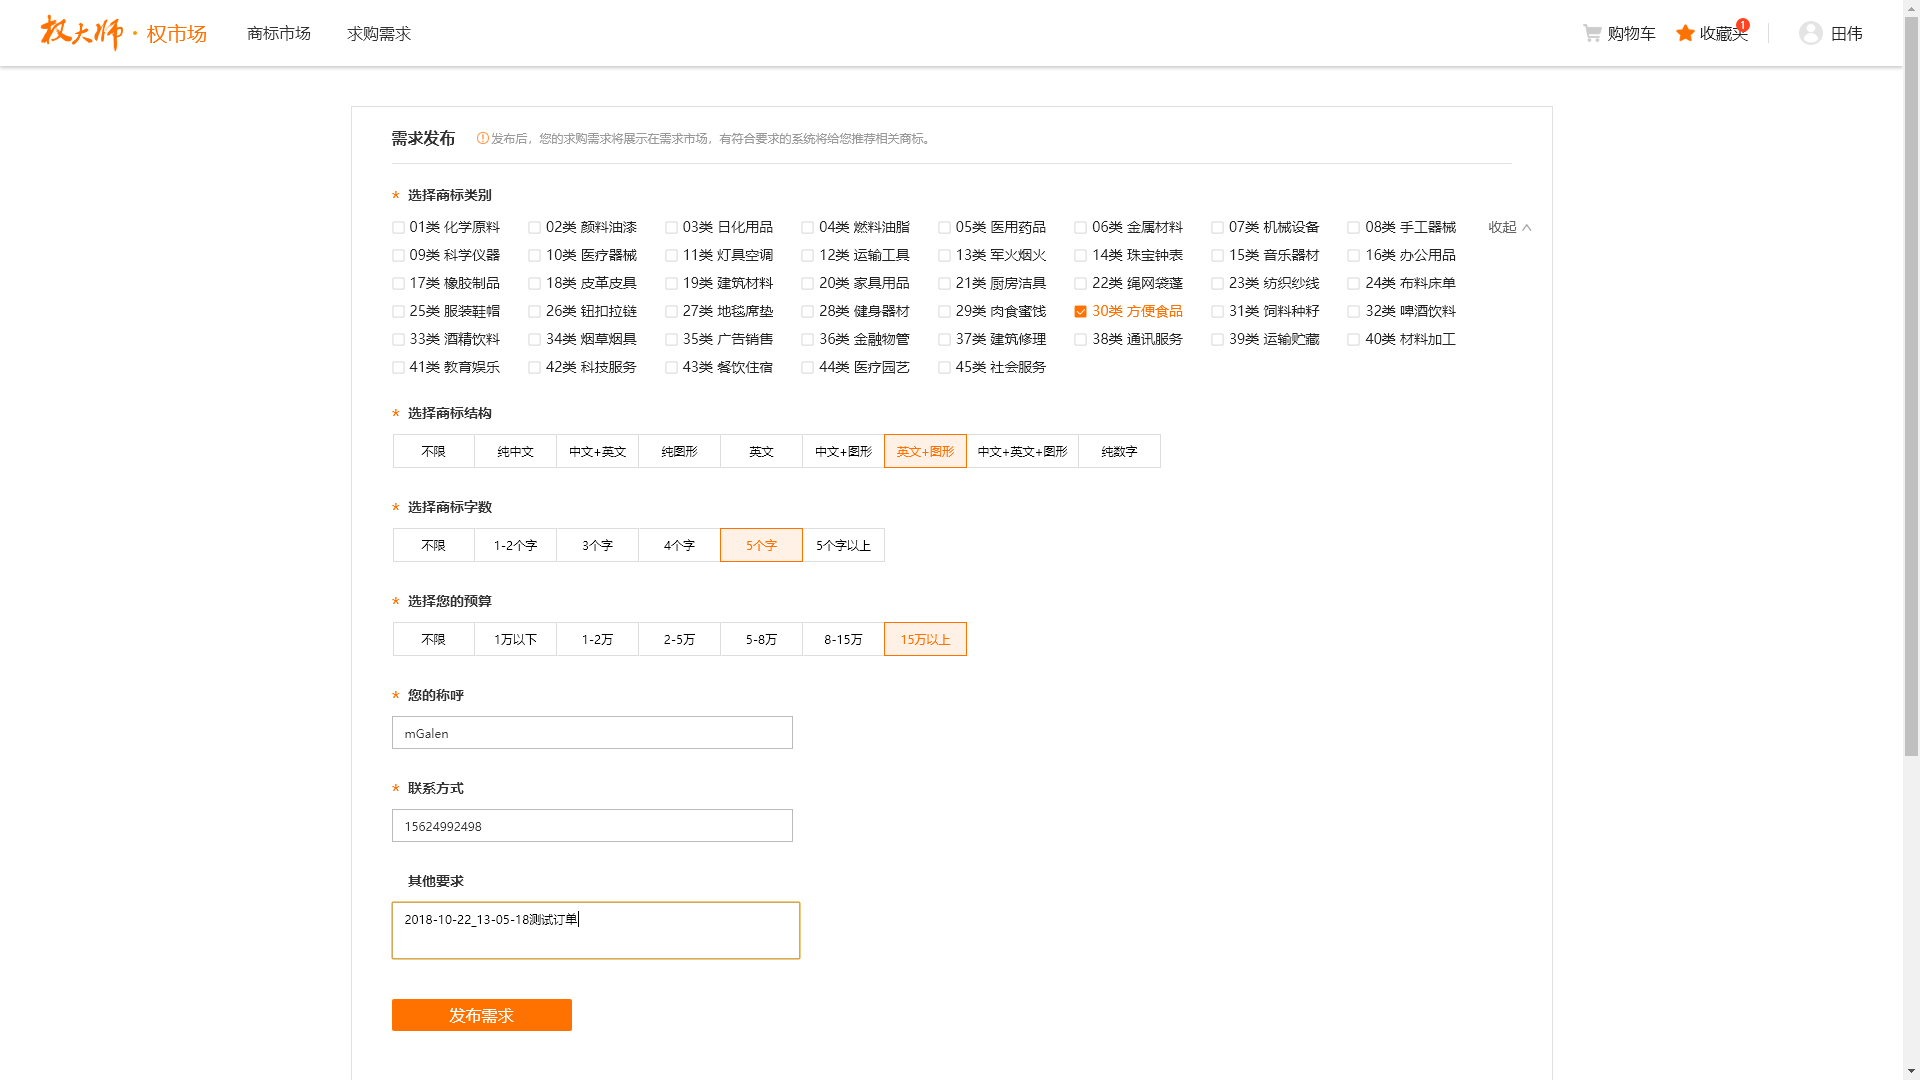 权大师·权市场 商标市场 求购需求 购物车 收藏夹 1 田伟
需求发布 发布后，您的求购需求将展示在需求市场，有符合要求的系统将给您推荐相关商标。
* 选择商标类别
01类 化学原料 02类 颜料油漆 03类 日化用品 04类 燃料油脂 05类 医用药品 06类 金属材料 07类 机械设备 08类 手工器械 收起
09类 科学仪器 10类 医疗器械 11类 灯具空调 12类 运输工具 13类 军火烟火 14类 珠宝钟表 15类 音乐器材 16类 办公用品
17类 橡胶制品 18类 皮革皮具 19类 建筑材料 20类 家具用品 21类 厨房洁具 22类 绳网袋蓬 23类 纺织纱线 24类 布料床单
25类 服装鞋帽 26类 钮扣拉链 27类 地毯席垫 28类 健身器材 29类 肉食蜜饯 30类 方便食品 31类 饲料种籽 32类 啤酒饮料
33类 酒精饮料 34类 烟草烟具 35类 广告销售 36类 金融物管 37类 建筑修理 38类 通讯服务 39类 运输贮藏 40类 材料加工
41类 教育娱乐 42类 科技服务 43类 餐饮住宿 44类 医疗园艺 45类 社会服务
* 选择商标结构
不限 纯中文 中文+英文 纯图形 英文 中文+图形 英文+图形 中文+英文+图形 纯数字
* 选择商标字数
不限 1-2个字 3个字 4个字 5个字 5个字以上
* 选择您的预算
不限 1万以下 1-2万 2-5万 5-8万 8-15万 15万以上
* 您的称呼
mGalen
* 联系方式
15624992498
其他要求
2018-10-22_13-05-18测试订单
发布需求